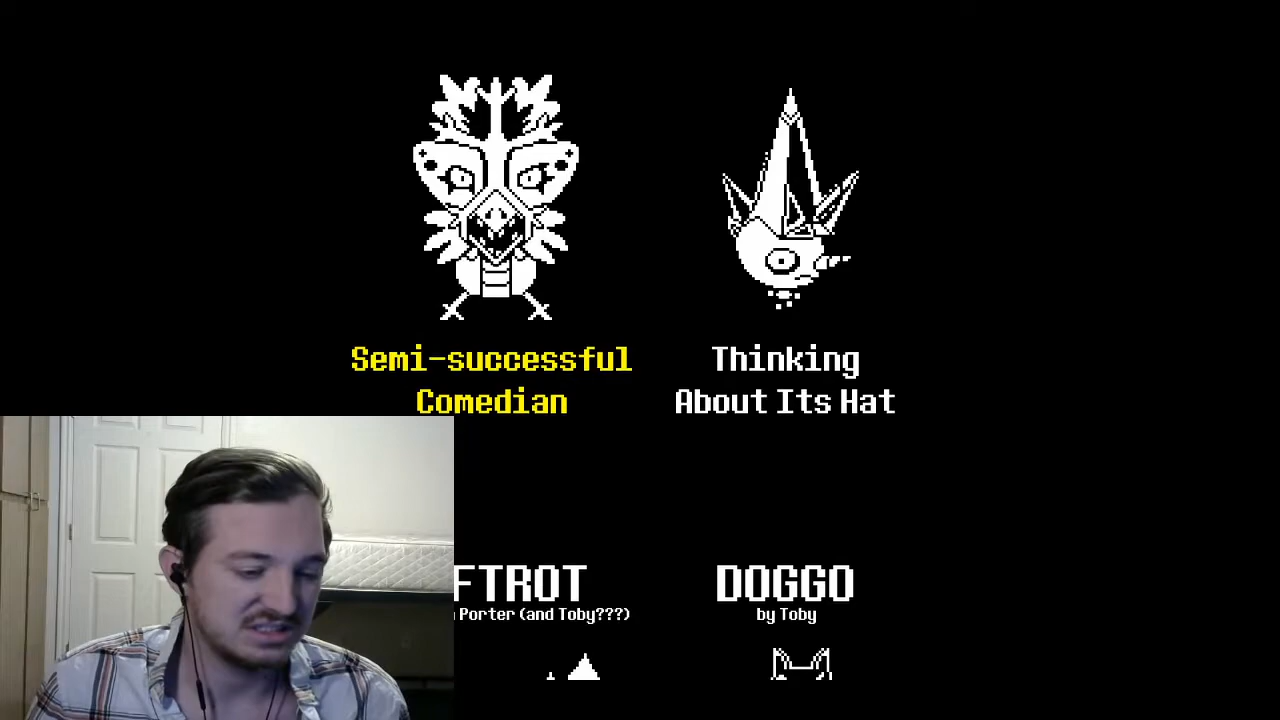 Semi-successful
Comedian
Thinking
About Its Hat
FTROT
Porter (and Toby???)
DOGGO
by Toby